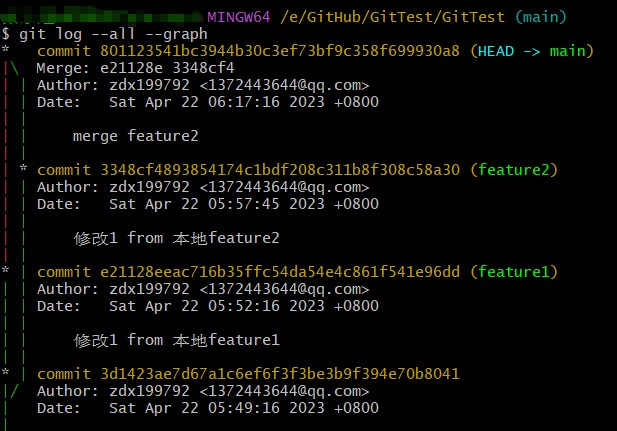 MINGW64 /e/GitHub/GitTest/GitTest (main)
$ git log --all --graph
*   commit 801123541bc3944b30c3ef73bf9c358f699930a8 (HEAD -> main)
|\  Merge: e21128e 3348cf4
| | Author: zdx199792 <1372443644@qq.com>
| | Date:   Sat Apr 22 06:17:16 2023 +0800
| |
| |     merge feature2
| |
| * commit 3348cf4893854174c1bdf208c311b8f308c58a30 (feature2)
| | Author: zdx199792 <1372443644@qq.com>
| | Date:   Sat Apr 22 05:57:45 2023 +0800
| |
| |     修改1 from 本地feature2
| |
* | commit e21128eeac716b35ffc54da54e4c861f541e96dd (feature1)
| | Author: zdx199792 <1372443644@qq.com>
| | Date:   Sat Apr 22 05:52:16 2023 +0800
| |
| |     修改1 from 本地feature1
| |
* | commit 3d1423ae7d67a1c6ef6f3f3be3b9f394e70b8041
|/  Author: zdx199792 <1372443644@qq.com>
|   Date:   Sat Apr 22 05:49:16 2023 +0800
|